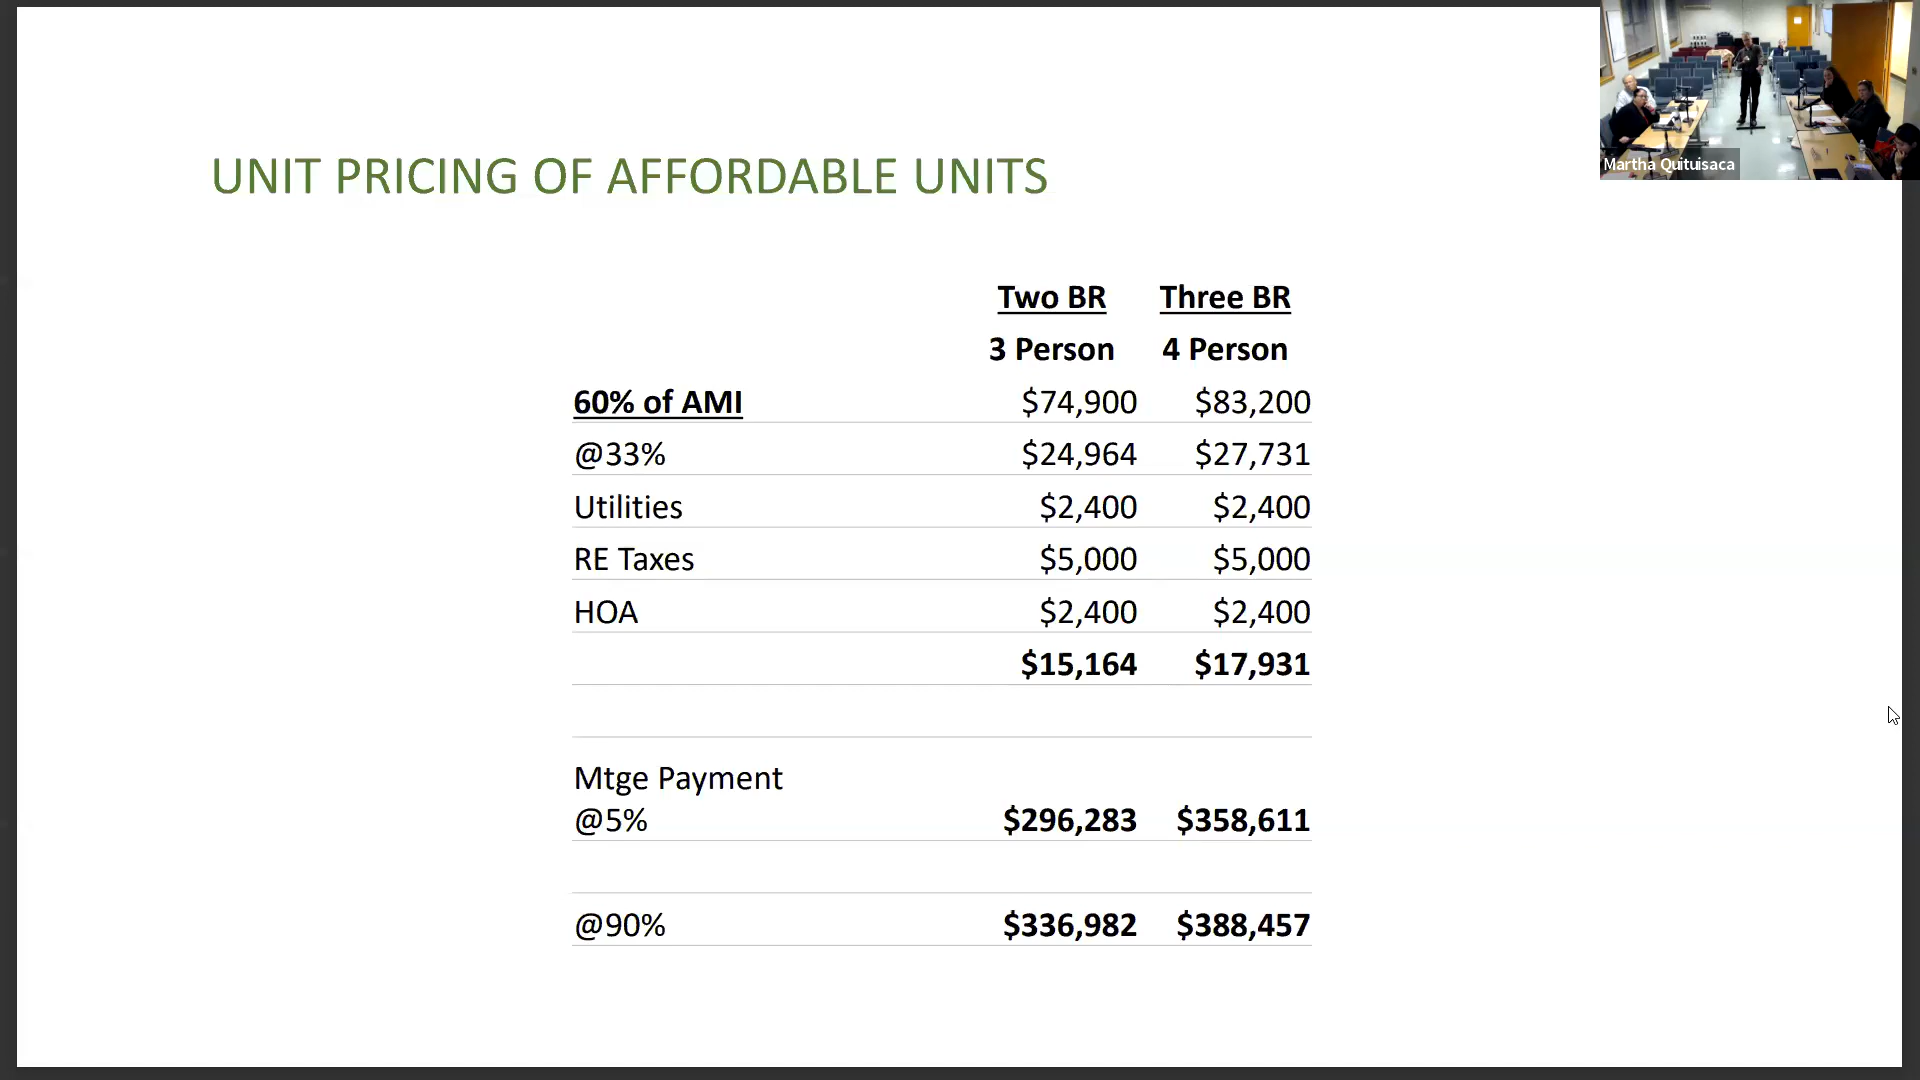 Martha Quituisaca
UNIT PRICING OF AFFORDABLE UNITS
Two BR Three BR
3 Person 4 Person
60% of AMI $74,900 $83,200
@33% $24,964 $27,731
Utilities $2,400 $2,400
RE Taxes $5,000 $5,000
HOA $2,400 $2,400
$15,164 $17,931
Mtge Payment
@5% $296,283 $358,611
@90% $336,982 $388,457